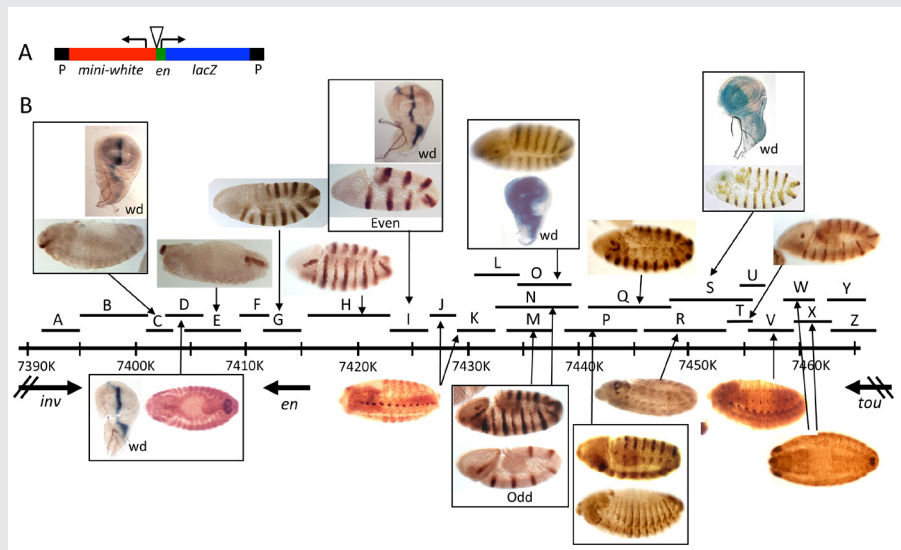 A
P mini-white en lacZ P
B
wd
wd
Even
wd
wd
L
O
U
A B C D E F G H I J K M N P Q R S T V W X Y Z
7390K 7400K 7410K 7420K 7430K 7440K 7450K 7460K
inv en tou
wd
Odd